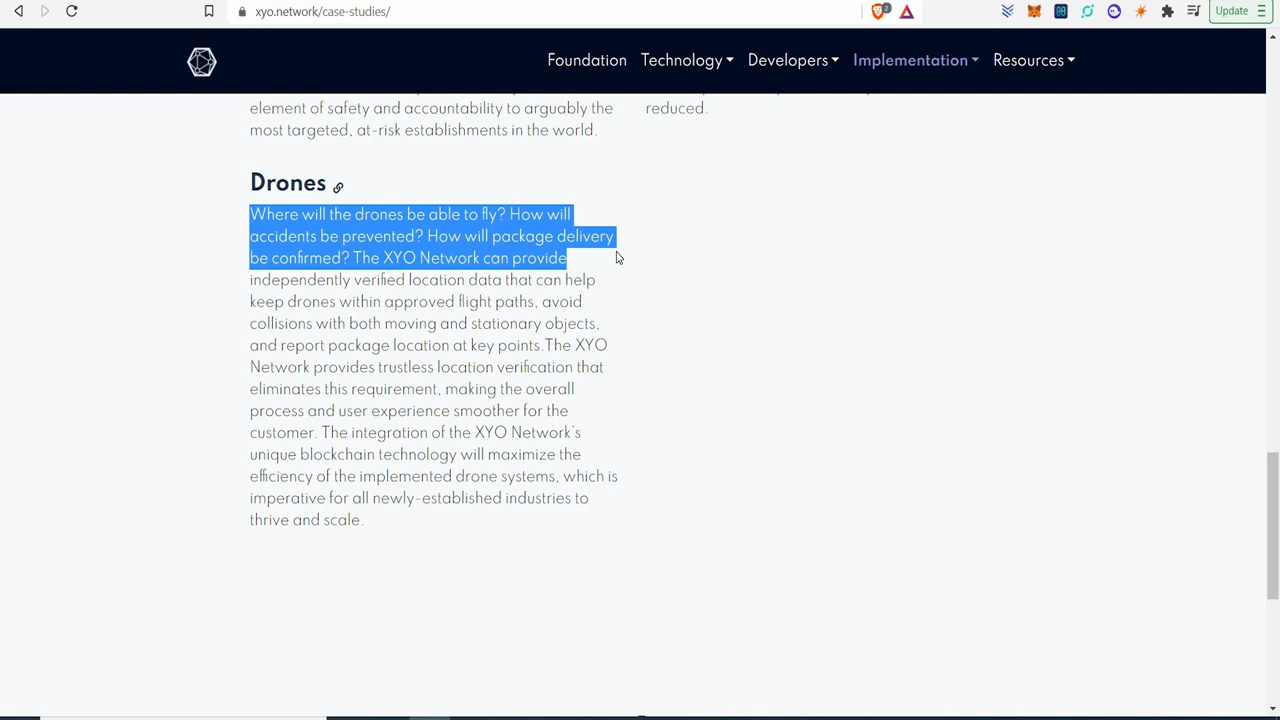 xyo.network/case-studies/
2
Update
Foundation
Technology
Developers
Implementation
Resources
element of safety and accountability to arguably the
most targeted, at-risk establishments in the world.
reduced.
Drones
Where will the drones be able to fly? How will
accidents be prevented? How will package delivery
be confirmed? The XYO Network can provide
independently verified location data that can help
keep drones within approved flight paths, avoid
collisions with both moving and stationary objects,
and report package location at key points.The XYO
Network provides trustless location verification that
eliminates this requirement, making the overall
process and user experience smoother for the
customer. The integration of the XYO Network's
unique blockchain technology will maximize the
efficiency of the implemented drone systems, which is
imperative for all newly-established industries to
thrive and scale.